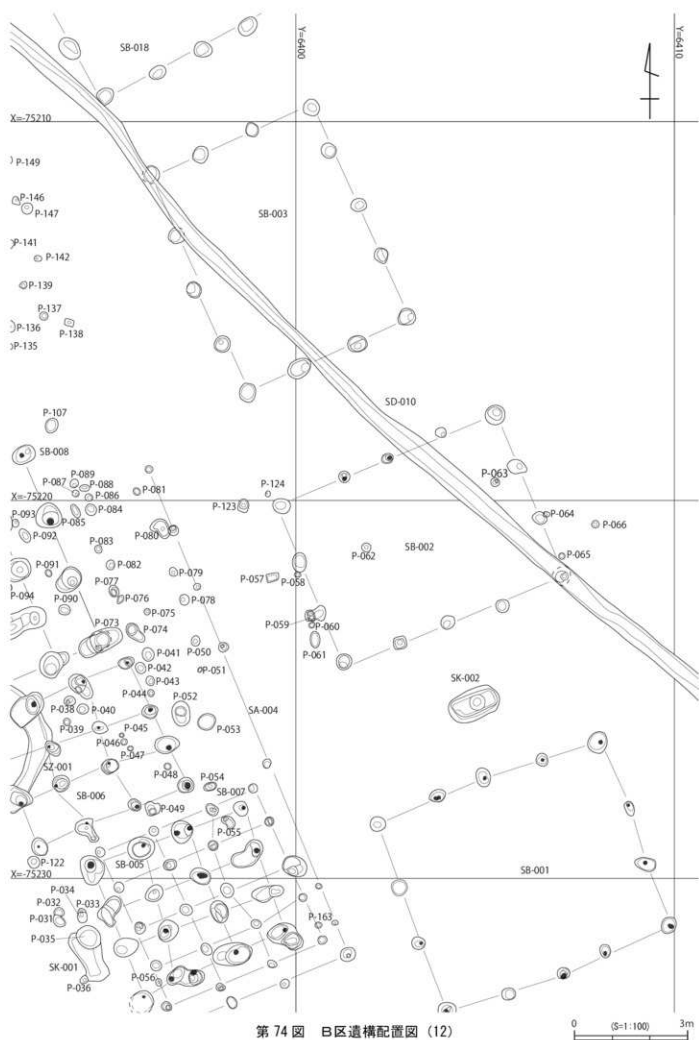 SB-018
Y=6400
Y=6410
X=-75210
P-149
P-146
P-147
SB-003
P-141
P-142
P-139
P-137
P-136
P-138
P-135
SD-010
P-107
SB-008
P-089
P-087
P-088
P-086
P-081
P-124
P-063
X=-75220
P-123
P-093
P-085
P-084
P-064
P-066
P-092
P-080
P-083
SB-002
P-062
P-065
P-091
P-082
P-079
P-057
P-058
P-094
P-077
P-076
P-078
P-090
P-075
P-059
P-060
P-073
P-074
P-061
P-041
P-050
P-042
P-051
P-043
SK-002
P-044
P-052
SA-004
P-038
P-040
P-053
P-039
P-045
P-046
P-047
SZ-001
P-048
P-054
SB-006
SB-007
P-049
P-055
P-122
SB-005
SB-001
X=-75230
P-034
P-032
P-033
P-031
P-163
P-035
SK-001
P-056
P-036
第74図 B区遺構配置図 (12)
0 (S=1:100) 3m